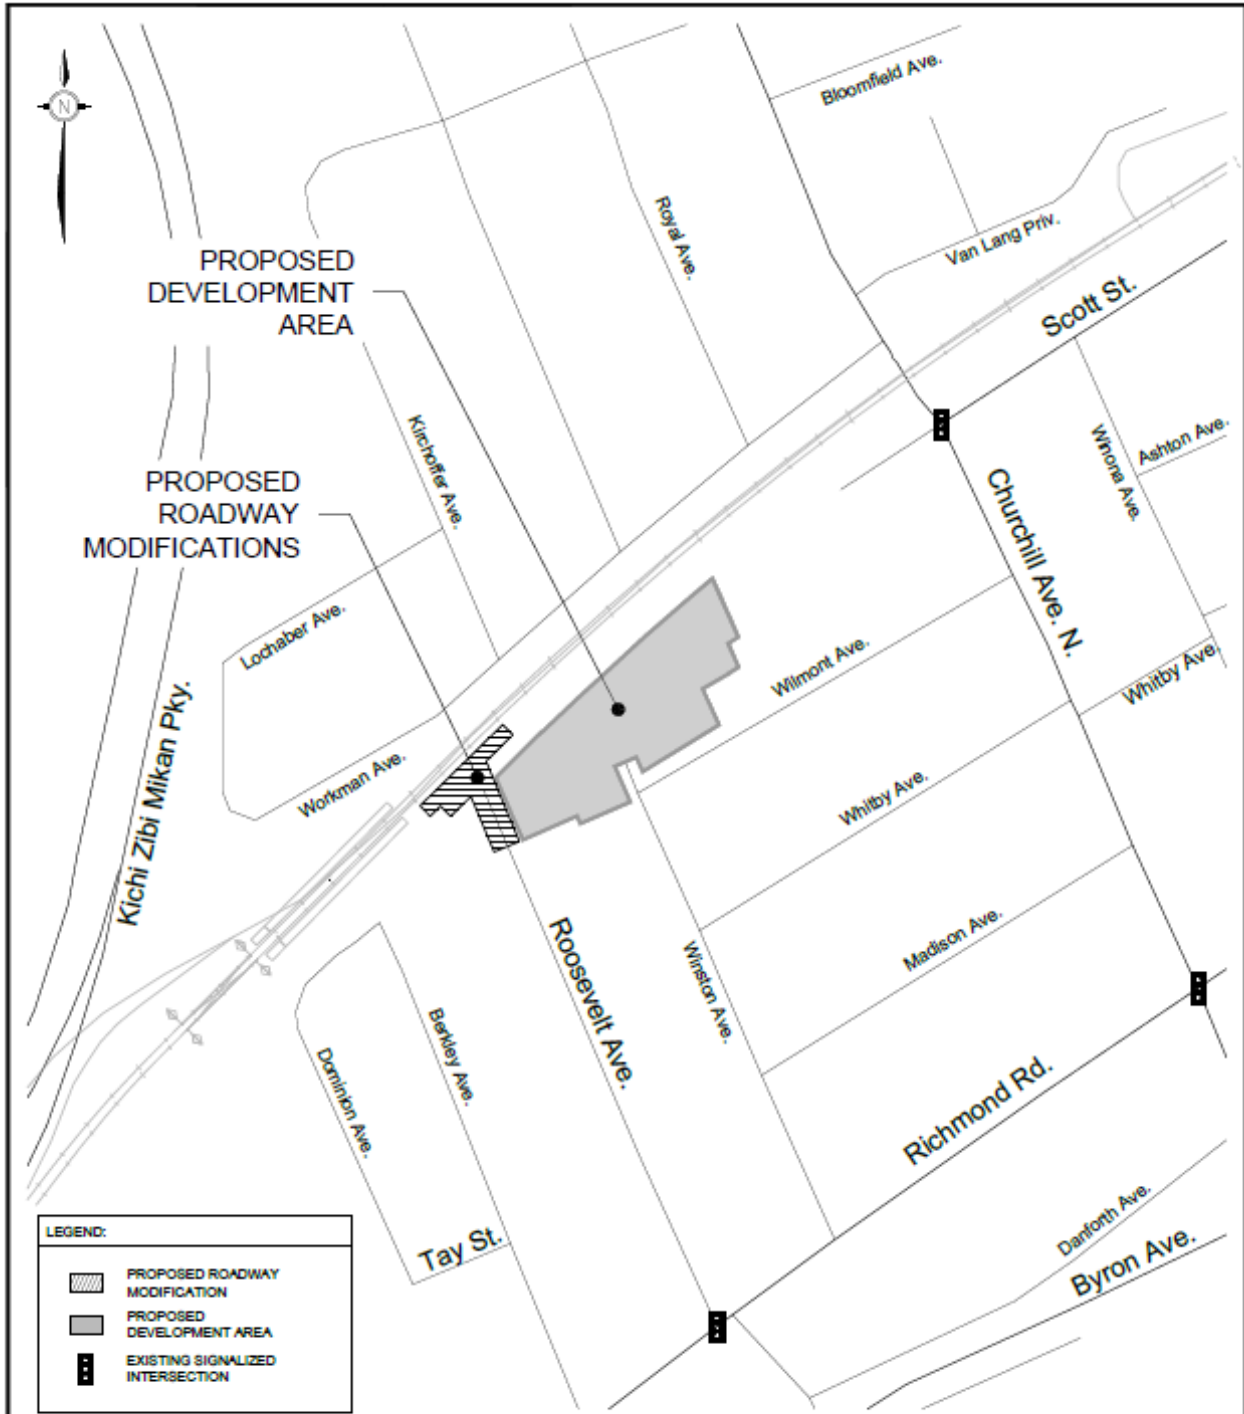 N
Bloomfield Ave.
Royal Ave.
Van Lang Priv.
PROPOSED
DEVELOPMENT
AREA
Scott St.
Kirchoffer Ave.
Winona Ave.
Ashton Ave.
PROPOSED
ROADWAY
MODIFICATIONS
Churchill Ave. N.
Lochaber Ave.
Wilmont Ave.
Whitby Ave.
Kichi Zibi Mikan Pky.
Workman Ave.
Whitby Ave.
Madison Ave.
Roosevelt Ave.
Winston Ave.
Berkley Ave.
Dominion Ave.
Richmond Rd.
Tay St.
Danforth Ave.
Byron Ave.
LEGEND:
PROPOSED ROADWAY
MODIFICATION
PROPOSED
DEVELOPMENT AREA
EXISTING SIGNALIZED
INTERSECTION